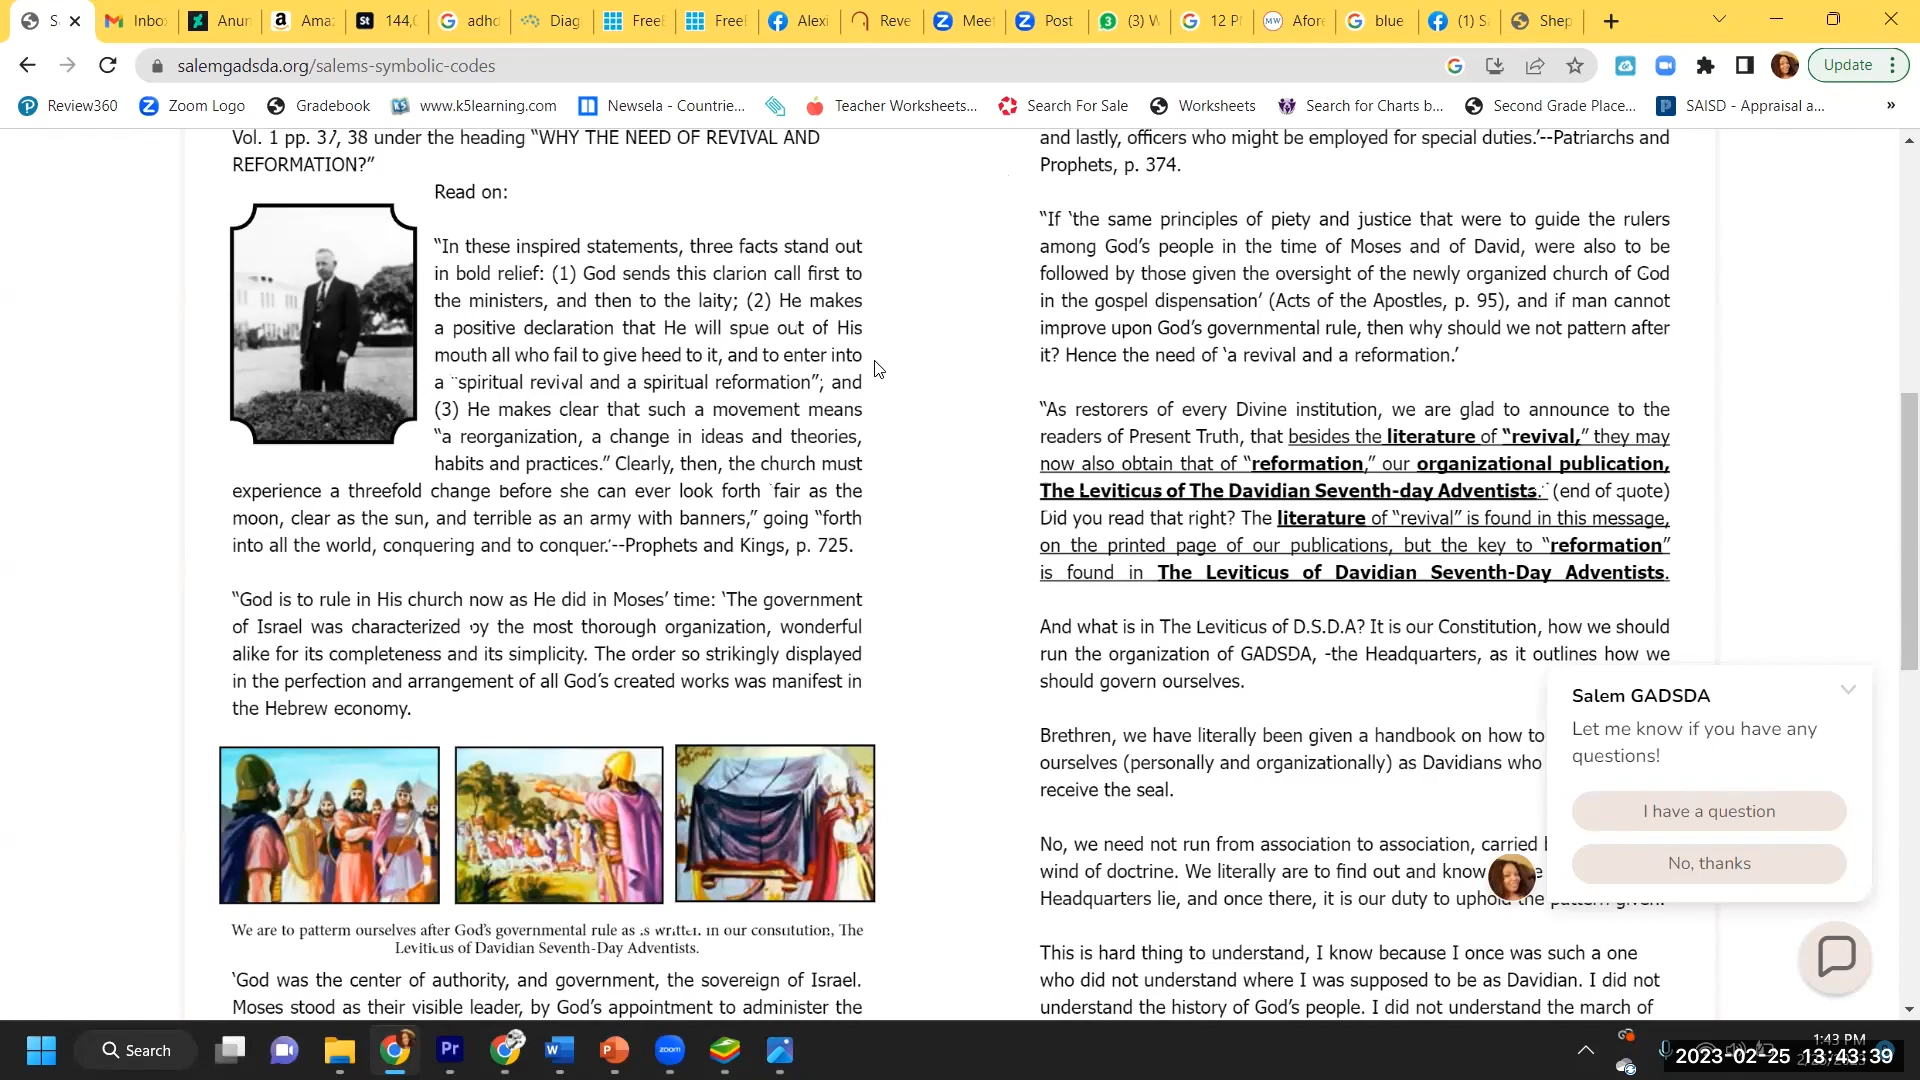 S
Inbo
Anun
Ama
144,
adhd
Diag
FreeE
FreeE
Alexi
Reve
Meet
Post
(3) W
12 P
Afor
blue
(1) S
Shep
salemgadsda.org/salems-symbolic-codes
Update
Review360
Zoom Logo
Gradebook
www.k5learning.com
Newsela - Countrie...
Teacher Worksheets...
Search For Sale
Worksheets
Search for Charts b...
Second Grade Place...
SAISD - Appraisal a...
»
Vol. 1 pp. 37, 38 under the heading “WHY THE NEED OF REVIVAL AND
REFORMATION?”
Read on:
“In these inspired statements, three facts stand out
in bold relief: (1) God sends this clarion call first to
the ministers, and then to the laity; (2) He makes
a positive declaration that He will spue out of His
mouth all who fail to give heed to it, and to enter into
a “spiritual revival and a spiritual reformation”; and
(3) He makes clear that such a movement means
“a reorganization, a change in ideas and theories,
habits and practices.” Clearly, then, the church must
experience a threefold change before she can ever look forth ‘fair as the
moon, clear as the sun, and terrible as an army with banners,” going “forth
into all the world, conquering and to conquer.‘--Prophets and Kings, p. 725.
“God is to rule in His church now as He did in Moses’ time: ‘The government
of Israel was characterized by the most thorough organization, wonderful
alike for its completeness and its simplicity. The order so strikingly displayed
in the perfection and arrangement of all God’s created works was manifest in
the Hebrew economy.
We are to patterm ourselves after God’s governmental rule as is written in our constitution, The
Leviticus of Davidian Seventh-Day Adventists.
‘God was the center of authority, and government, the sovereign of Israel.
Moses stood as their visible leader, by God’s appointment to administer the
and lastly, officers who might be employed for special duties.’--Patriarchs and
Prophets, p. 374.
“If ‘the same principles of piety and justice that were to guide the rulers
among God’s people in the time of Moses and of David, were also to be
followed by those given the oversight of the newly organized church of God
in the gospel dispensation’ (Acts of the Apostles, p. 95), and if man cannot
improve upon God’s governmental rule, then why should we not pattern after
it? Hence the need of ‘a revival and a reformation.’
“As restorers of every Divine institution, we are glad to announce to the
readers of Present Truth, that besides the literature of “revival,” they may
now also obtain that of “reformation,” our organizational publication,
The Leviticus of The Davidian Seventh-day Adventists.” (end of quote)
Did you read that right? The literature of “revival” is found in this message,
on the printed page of our publications, but the key to “reformation”
is found in The Leviticus of Davidian Seventh-Day Adventists.
And what is in The Leviticus of D.S.D.A? It is our Constitution, how we should
run the organization of GADSDA, -the Headquarters, as it outlines how we
should govern ourselves.
Brethren, we have literally been given a handbook on how to
ourselves (personally and organizationally) as Davidians who
receive the seal.
No, we need not run from association to association, carried
wind of doctrine. We literally are to find out and know
Headquarters lie, and once there, it is our duty to uphold the pattern given.
This is hard thing to understand, I know because I once was such a one
who did not understand where I was supposed to be as Davidian. I did not
understand the history of God’s people. I did not understand the march of
Salem GADSDA
Let me know if you have any
questions!
I have a question
No, thanks
Search
Pr
zoom
1:43 PM
2023-02-25 13:43:39